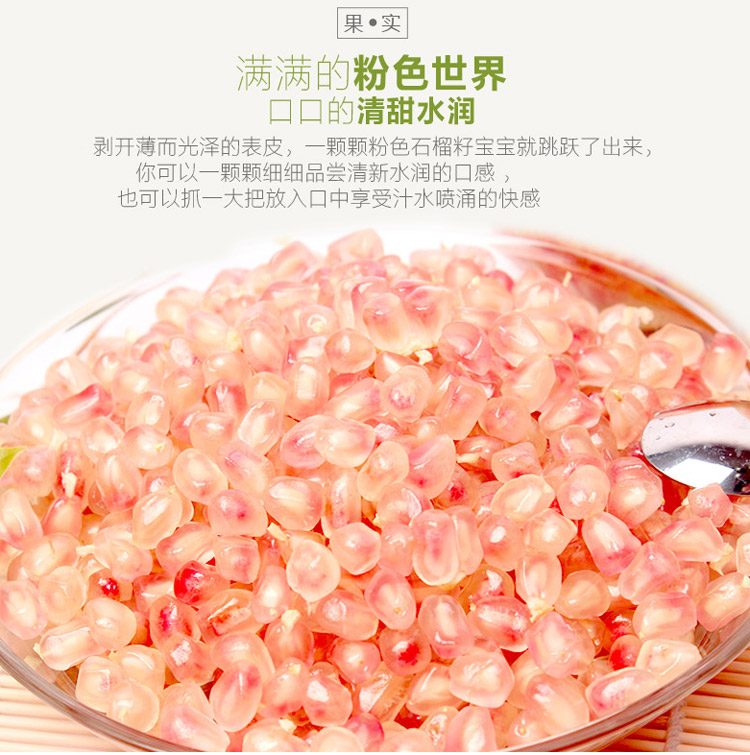 果•实
满满的粉色世界
口口的清甜水润
剥开薄而光泽的表皮，一颗颗粉色石榴籽宝宝就跳跃了出来，
你可以一颗颗细细品尝清新水润的口感，
也可以抓一大把放入口中享受汁水喷涌的快感